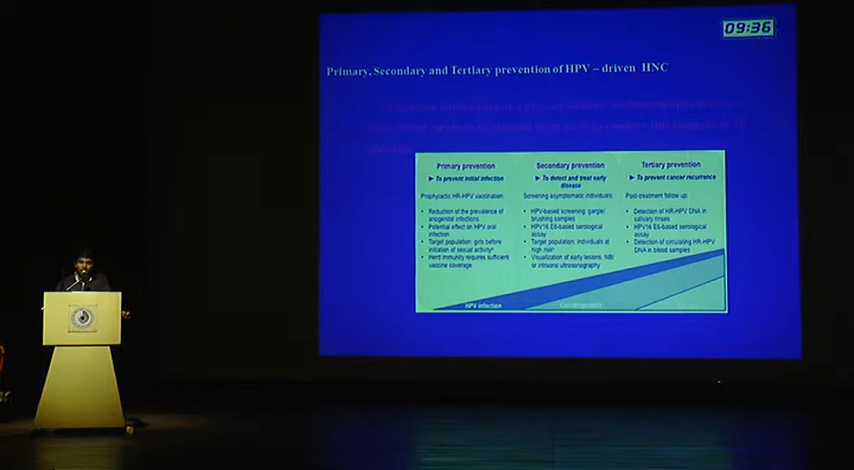 09:36
Primary, Secondary and Tertiary prevention of HPV – driven HNC
Primary prevention
► To prevent initial infection
Prophylactic HR-HPV vaccination:
• Reduction of the prevalence of
anogenital infections
• Potential effect on HPV oral
infection
• Target population: girls before
initiation of sexual activity
• Herd immunity requires sufficient
vaccine coverage
HPV infection
Secondary prevention
► To detect and treat early
disease
Screening asymptomatic individuals:
• HPV-based screening: gargle/
brushing samples
• HPV16 E6-based serological
assay
• Target population: individuals at
high risk
• Visualization of early lesions, NBI
or intraoral ultrasonography
Carcinogenesis
Tertiary prevention
► To prevent cancer recurrence
Post-treatment follow up:
• Detection of HR-HPV DNA in
salivary rinses
• HPV16 E6-based serological
assay
• Detection of circulating HR-HPV
DNA in blood samples